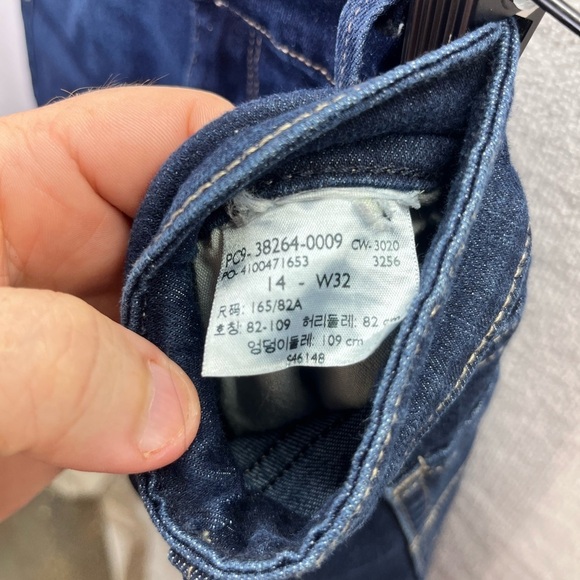 PC9- 38264-0009 CW-3020
PO- 4100471653 3256
14 - W32
尺码: 165/82A
호칭: 82-109 허리둘레: 82 cm
엉덩이둘레: 109 cm
S46148